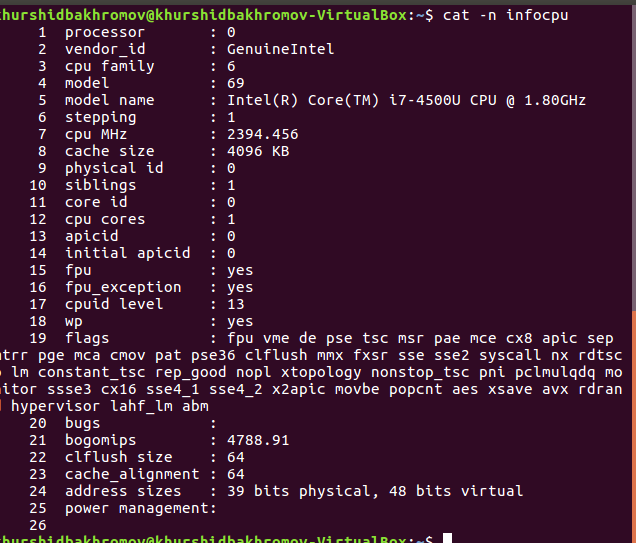 khurshidbakhromov@khurshidbakhromov-VirtualBox:~$ cat -n infocpu
1 processor : 0
2 vendor_id : GenuineIntel
3 cpu family : 6
4 model : 69
5 model name : Intel(R) Core(TM) i7-4500U CPU @ 1.80GHz
6 stepping : 1
7 cpu MHz : 2394.456
8 cache size : 4096 KB
9 physical id : 0
10 siblings : 1
11 core id : 0
12 cpu cores : 1
13 apicid : 0
14 initial apicid : 0
15 fpu : yes
16 fpu_exception : yes
17 cpuid level : 13
18 wp : yes
19 flags : fpu vme de pse tsc msr pae mce cx8 apic sep
mtrr pge mca cmov pat pse36 clflush mmx fxsr sse sse2 syscall nx rdtsc
p lm constant_tsc rep_good nopl xtopology nonstop_tsc pni pclmulqdq mo
nitor ssse3 cx16 sse4_1 sse4_2 x2apic movbe popcnt aes xsave avx rdran
d hypervisor lahf_lm abm
20 bugs :
21 bogomips : 4788.91
22 clflush size : 64
23 cache_alignment : 64
24 address sizes : 39 bits physical, 48 bits virtual
25 power management:
26
khurshidbakhromov@khurshidbakhromov-VirtualBox:~$